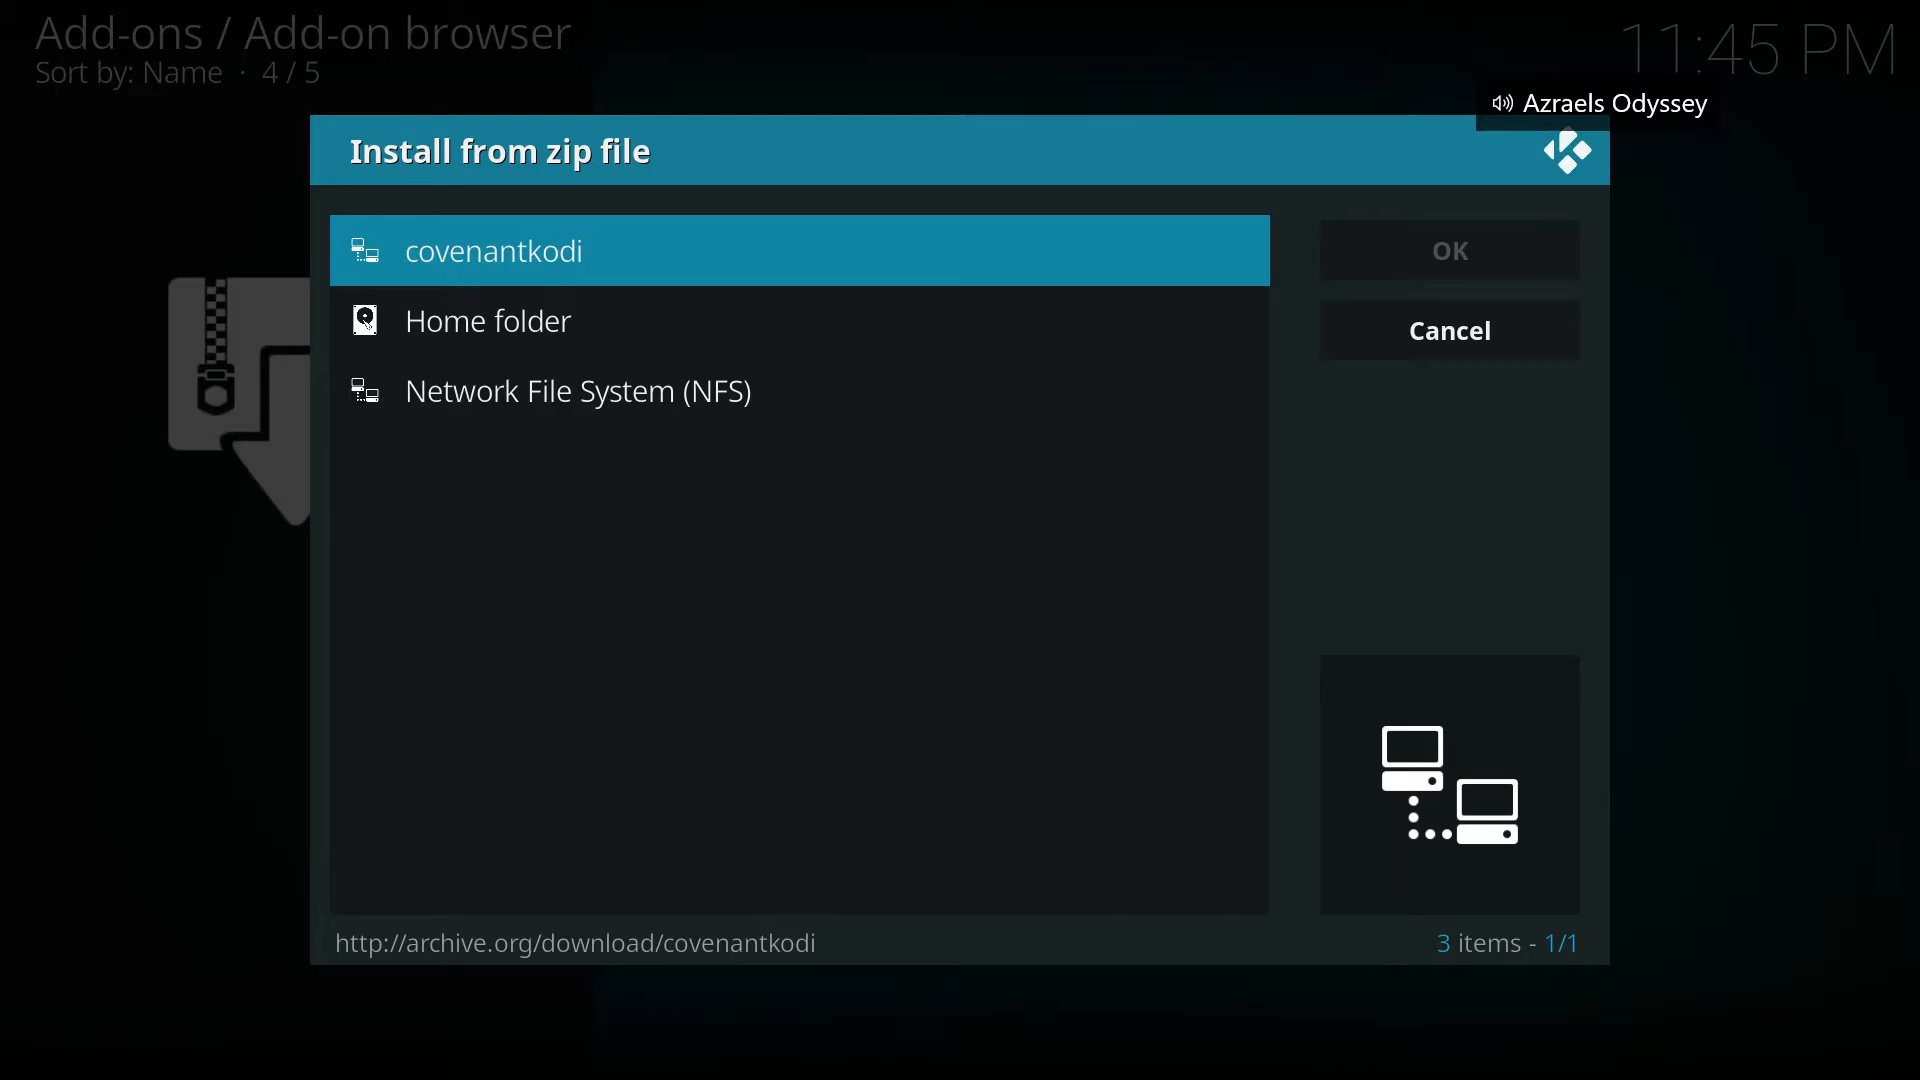 Add-ons / Add-on browser
Sort by: Name · 4 / 5
11:45 PM
Azraels Odyssey
Install from zip file
covenantkodi
OK
Home folder
Cancel
Network File System (NFS)
http://archive.org/download/covenantkodi
3 items - 1/1